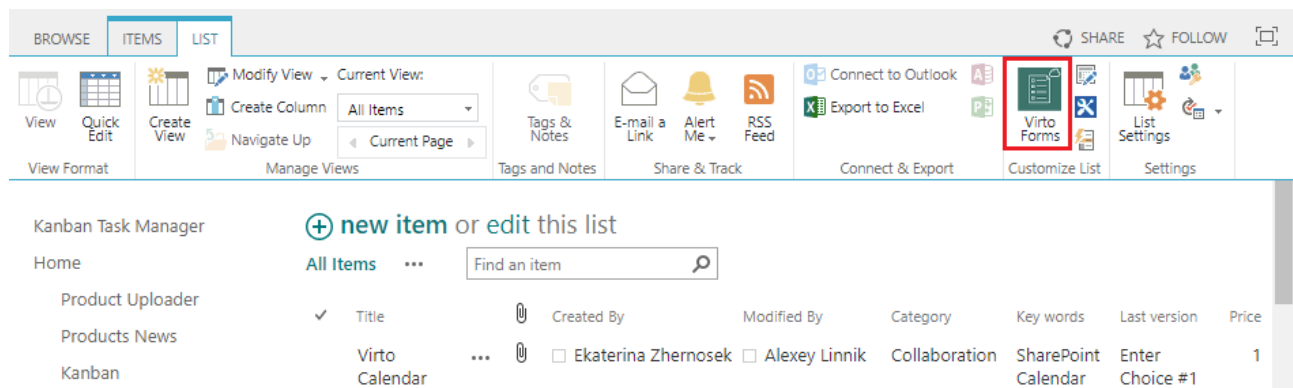 BROWSE ITEMS LIST SHARE FOLLOW
View
Quick
Edit
View Format
Create
View
Modify View
Create Column
Navigate Up
Current View:
All Items
Current Page
Manage Views
Tags &
Notes
Tags and Notes
E-mail a
Link
Alert
Me
RSS
Feed
Share & Track
Connect to Outlook
Export to Excel
Connect & Export
Virto
Forms
Customize List
List
Settings
Settings
Kanban Task Manager
Home
Product Uploader
Products News
Kanban
new item or edit this list
All Items ...
Find an item
Title Created By Modified By Category Key words Last version Price
Virto ... Ekaterina Zhernosek Alexey Linnik Collaboration SharePoint Enter 1
Calendar Calendar Choice #1